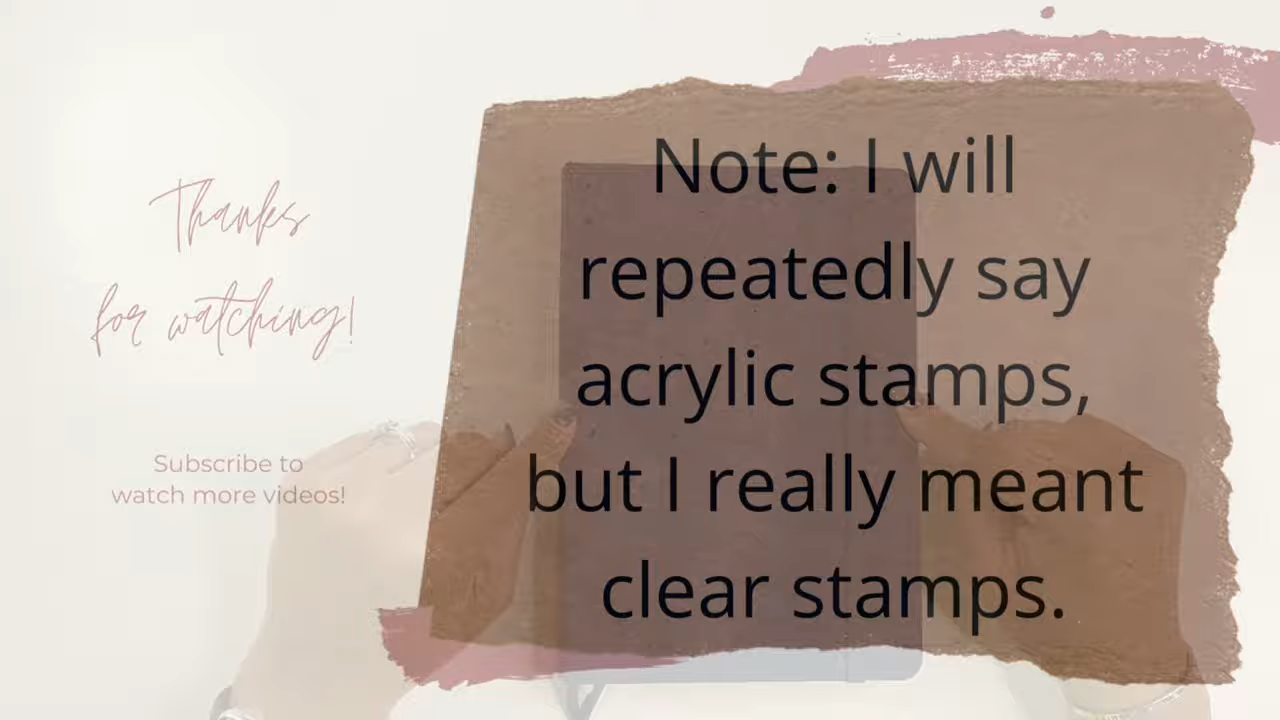 Thanks
for watching!
Subscribe to
watch more videos!
Note: I will
repeatedly say
acrylic stamps,
but I really meant
clear stamps.